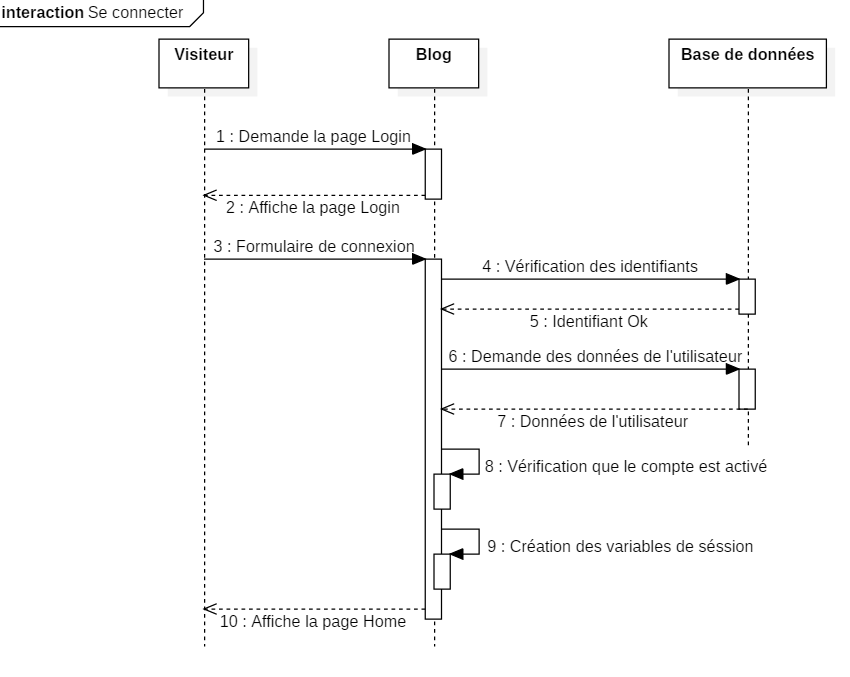 interaction Se connecter
Visiteur
Blog
Base de données
1 : Demande la page Login
2 : Affiche la page Login
3 : Formulaire de connexion
4 : Vérification des identifiants
5 : Identifiant Ok
6 : Demande des données de l'utilisateur
7 : Données de l'utilisateur
8 : Vérification que le compte est activé
9 : Création des variables de séssion
10 : Affiche la page Home